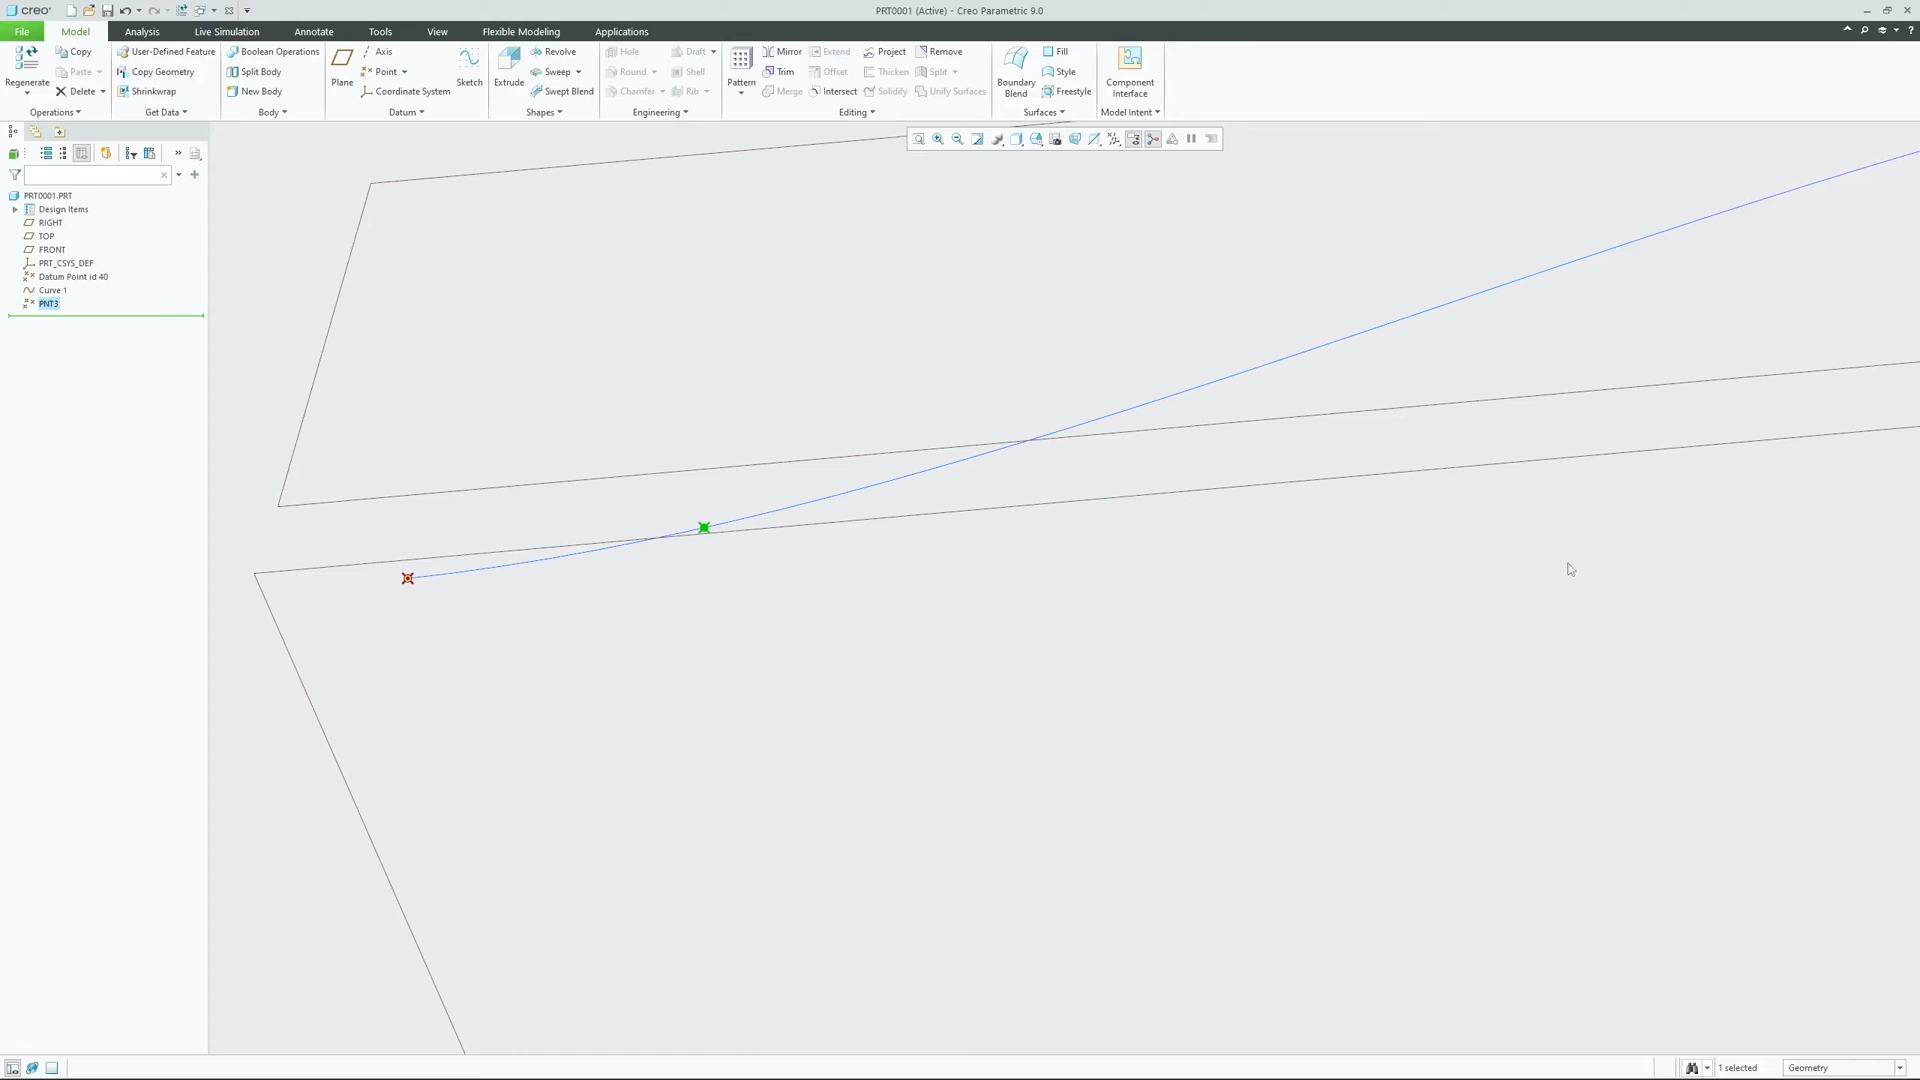 creo
PRT0001 (Active) - Creo Parametric 9.0
File Model Analysis Live Simulation Annotate Tools View Flexible Modeling Applications
Regenerate
Copy
Paste
Delete
Operations
User-Defined Feature
Copy Geometry
Shrinkwrap
Get Data
Boolean Operations
Split Body
New Body
Body
Plane
Axis
Point
Coordinate System
Sketch
Datum
Extrude
Revolve
Sweep
Swept Blend
Shapes
Hole
Round
Chamfer
Draft
Shell
Rib
Engineering
Pattern
Mirror
Trim
Merge
Extend
Offset
Intersect
Project
Thicken
Solidify
Remove
Split
Unify Surfaces
Editing
Boundary
Blend
Fill
Style
Freestyle
Surfaces
Component
Interface
Model Intent
PRT0001.PRT
Design Items
RIGHT
TOP
FRONT
PRT_CSYS_DEF
Datum Point id 40
Curve 1
PNT3
1 selected
Geometry